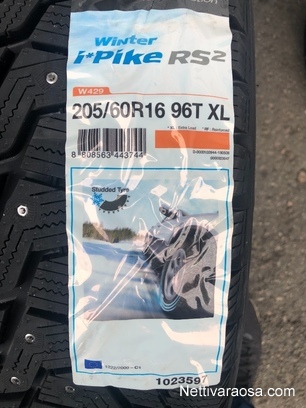 Winter
i*Pike RS²
W429
205/60R16 96T XL
8 808563 443744
Studded Tyre
1023597
Nettivaraosa.com